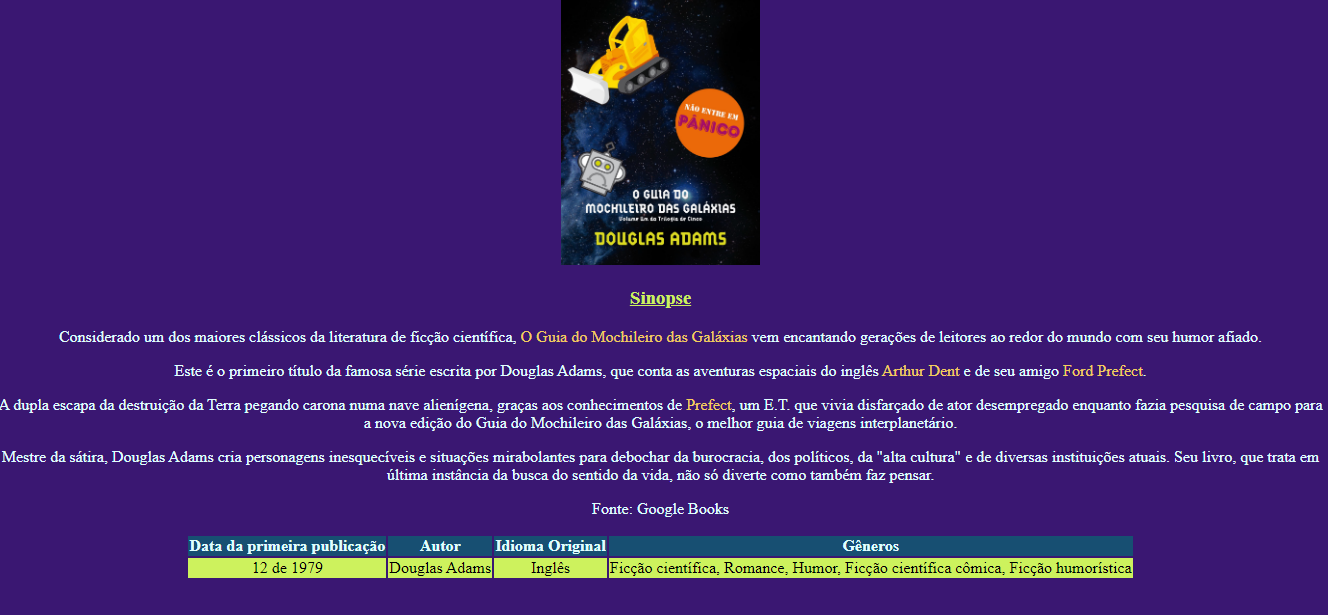 NÃO ENTRE EM
PÂNICO
O GUIA DO
MOCHILEIRO DAS GALÁXIAS
Volume Um da Trilogia de Cinco
DOUGLAS ADAMS
Sinopse
Considerado um dos maiores clássicos da literatura de ficção científica, O Guia do Mochileiro das Galáxias vem encantando gerações de leitores ao redor do mundo com seu humor afiado.
Este é o primeiro título da famosa série escrita por Douglas Adams, que conta as aventuras espaciais do inglês Arthur Dent e de seu amigo Ford Prefect.
A dupla escapa da destruição da Terra pegando carona numa nave alienígena, graças aos conhecimentos de Prefect, um E.T. que vivia disfarçado de ator desempregado enquanto fazia pesquisa de campo para
a nova edição do Guia do Mochileiro das Galáxias, o melhor guia de viagens interplanetário.
Mestre da sátira, Douglas Adams cria personagens inesquecíveis e situações mirabolantes para debochar da burocracia, dos políticos, da "alta cultura" e de diversas instituições atuais. Seu livro, que trata em
última instância da busca do sentido da vida, não só diverte como também faz pensar.
Fonte: Google Books
Data da primeira publicação Autor Idioma Original Gêneros
12 de 1979 Douglas Adams Inglês Ficção científica, Romance, Humor, Ficção científica cômica, Ficção humorística